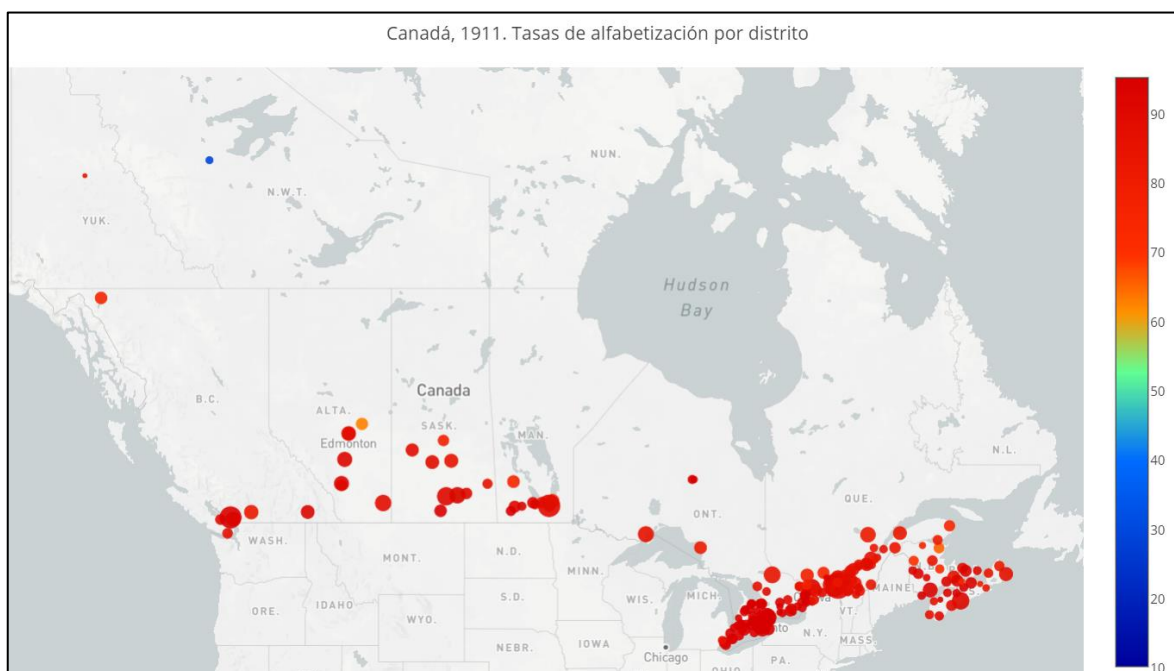 Canadá, 1911. Tasas de alfabetización por distrito
90
80
70
60
50
40
30
20
10
NUN.
N.W.T.
YUK.
Hudson
Bay
Canada
B.C.
ALTA.
SASK.
Edmonton
MAN.
N.L.
QUE.
ONT.
WASH.
MONT.
N.D.
MINN.
MAINE
ORE.
IDAHO
S.D.
WIS.
MICH.
VT.
WYO.
N.Y.
MASS.
NEBR.
IOWA
Chicago
PA.